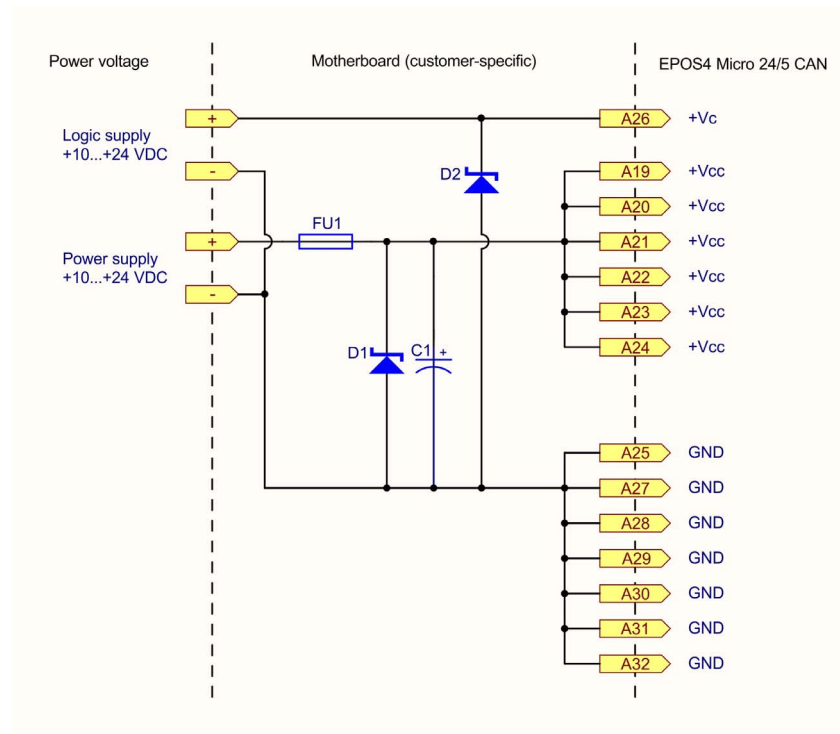 Power voltage
Motherboard (customer-specific)
EPOS4 Micro 24/5 CAN
+
A26
+Vc
Logic supply
+10...+24 VDC
-
D2
A19
+Vcc
A20
+Vcc
FU1
+
A21
+Vcc
Power supply
+10...+24 VDC
A22
+Vcc
-
A23
+Vcc
D1
C1
+
A24
+Vcc
A25
GND
A27
GND
A28
GND
A29
GND
A30
GND
A31
GND
A32
GND